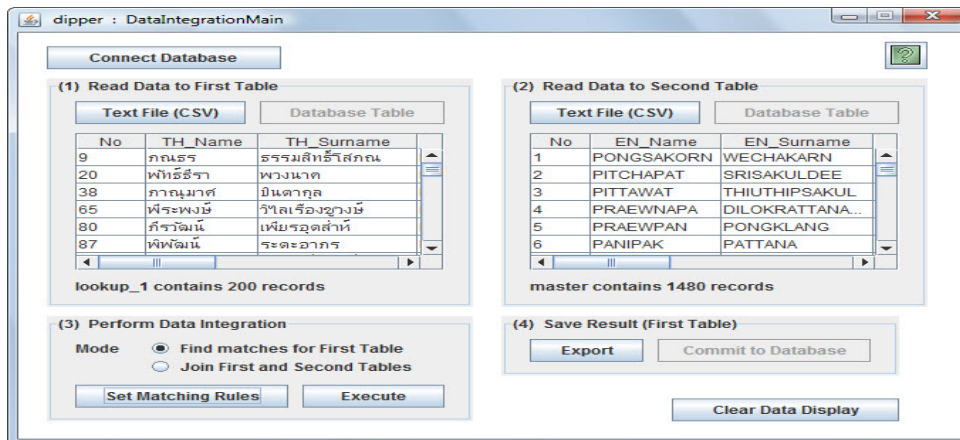 dipper : DataIntegrationMain
Connect Database
(1) Read Data to First Table
Text File (CSV) Database Table
No TH_Name TH_Surname
9 ภณธร ธรรมสิทธิ์โสภณ
20 พัทธ์ธีรา พวงนาค
38 ภาณุมาศ ปินตากุล
65 พีระพงษ์ วิไลเรืองชูวงษ์
80 ภีรวัฒน์ เพียรอุตส่าห์
87 พิพัฒน์ ระตะอาภร
lookup_1 contains 200 records
(2) Read Data to Second Table
Text File (CSV) Database Table
No EN_Name EN_Surname
1 PONGSAKORN WECHAKARN
2 PITCHAPAT SRISAKULDEE
3 PITTAWAT THIUTHIPSAKUL
4 PRAEWNAPA DILOKRATTANA...
5 PRAEWPAN PONGKLANG
6 PANIPAK PATTANA
master contains 1480 records
(3) Perform Data Integration
Mode Find matches for First Table
Join First and Second Tables
Set Matching Rules Execute
(4) Save Result (First Table)
Export Commit to Database
Clear Data Display